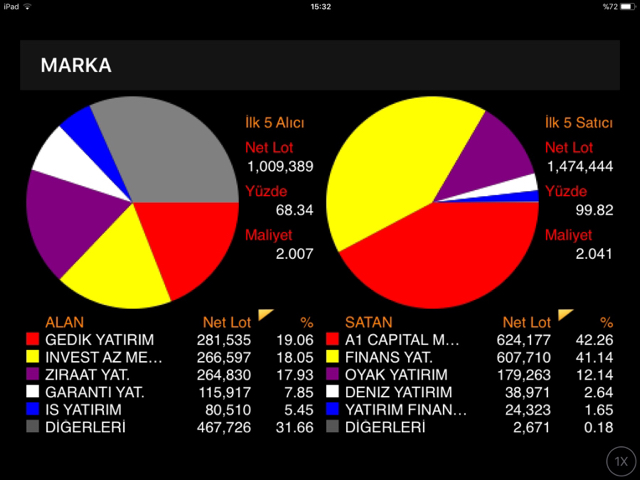 iPad 15:32 %72
MARKA
İlk 5 Alıcı
Net Lot
1,009,389
Yüzde
68.34
Maliyet
2.007
İlk 5 Satıcı
Net Lot
1,474,444
Yüzde
99.82
Maliyet
2.041
ALAN Net Lot %
GEDIK YATIRIM 281,535 19.06
INVEST AZ ME... 266,597 18.05
ZIRAAT YAT. 264,830 17.93
GARANTI YAT. 115,917 7.85
IS YATIRIM 80,510 5.45
DİĞERLERİ 467,726 31.66
SATAN Net Lot %
A1 CAPITAL M... 624,177 42.26
FINANS YAT. 607,710 41.14
OYAK YATIRIM 179,263 12.14
DENIZ YATIRIM 38,971 2.64
YATIRIM FINAN... 24,323 1.65
DİĞERLERİ 2,671 0.18
1X